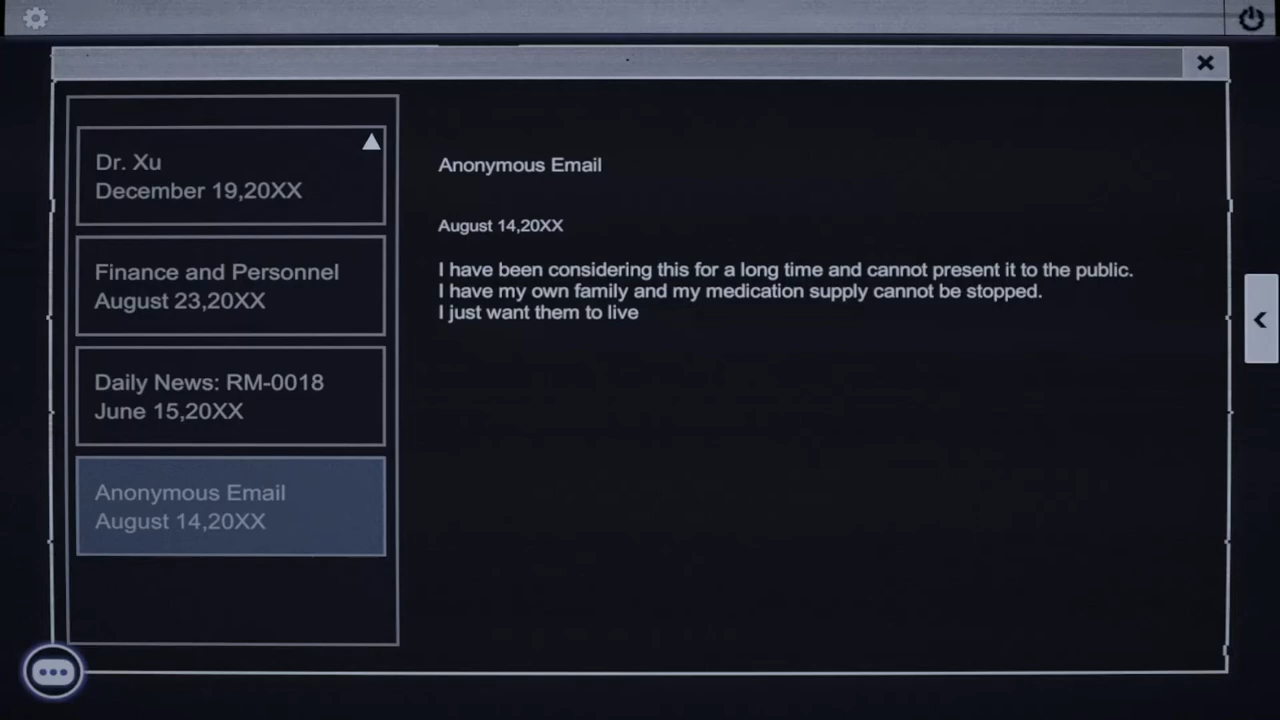 Dr. Xu
December 19,20XX
Finance and Personnel
August 23,20XX
Daily News: RM-0018
June 15,20XX
Anonymous Email
August 14,20XX
Anonymous Email
August 14,20XX
I have been considering this for a long time and cannot present it to the public.
I have my own family and my medication supply cannot be stopped.
I just want them to live